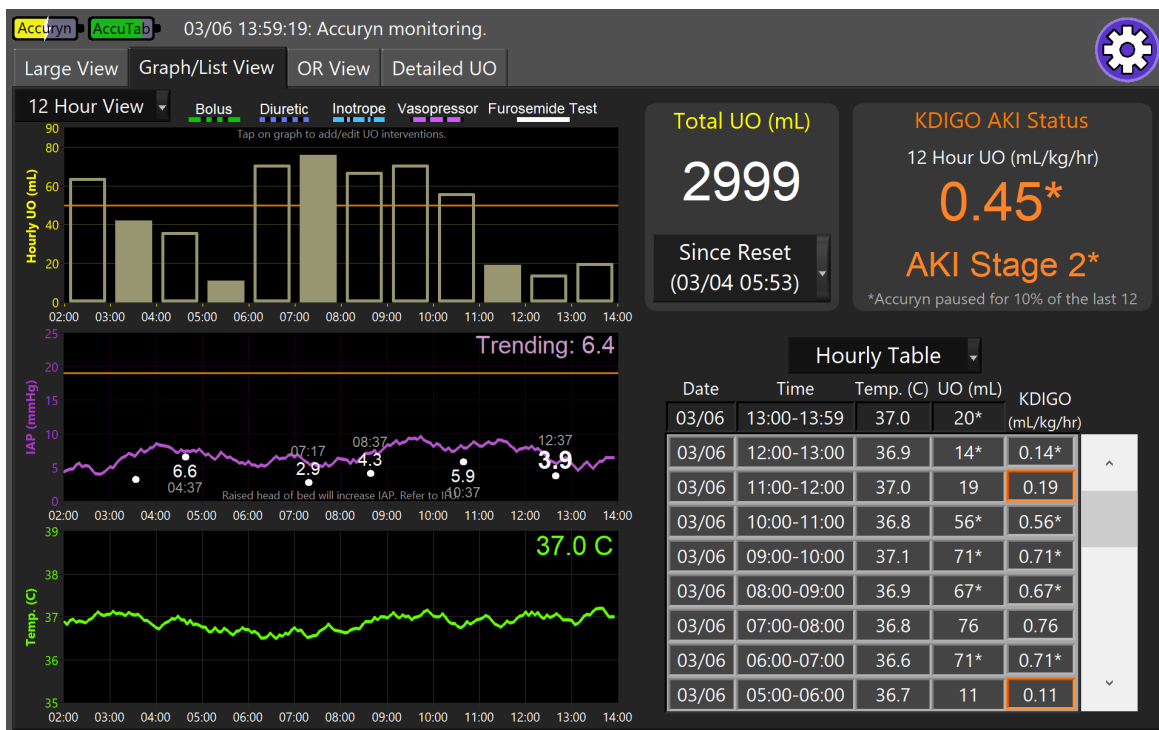 Accuryn AccuTab 03/06 13:59:19: Accuryn monitoring.
Large View Graph/List View OR View Detailed UO
12 Hour View Bolus Diuretic Inotrope Vasopressor Furosemide Test
Tap on graph to add/edit UO interventions.
Hourly UO (mL)
90
80
60
40
20
0
02:00 03:00 04:00 05:00 06:00 07:00 08:00 09:00 10:00 11:00 12:00 13:00 14:00
Trending: 6.4
IAP (mmHg)
25
20
15
10
5
0
6.6
04:37
07:17
2.9
08:37
4.3
5.9
10:37
12:37
3.9
Raised head of bed will increase IAP. Refer to IFU.
02:00 03:00 04:00 05:00 06:00 07:00 08:00 09:00 10:00 11:00 12:00 13:00 14:00
37.0 C
Temp. (C)
39
38
37
36
35
02:00 03:00 04:00 05:00 06:00 07:00 08:00 09:00 10:00 11:00 12:00 13:00 14:00
Total UO (mL)
2999
Since Reset
(03/04 05:53)
KDIGO AKI Status
12 Hour UO (mL/kg/hr)
0.45*
AKI Stage 2*
*Accuryn paused for 10% of the last 12
Hourly Table
Date Time Temp. (C) UO (mL) KDIGO
(mL/kg/hr)
03/06 13:00-13:59 37.0 20*
03/06 12:00-13:00 36.9 14* 0.14*
03/06 11:00-12:00 37.0 19 0.19
03/06 10:00-11:00 36.8 56* 0.56*
03/06 09:00-10:00 37.1 71* 0.71*
03/06 08:00-09:00 36.9 67* 0.67*
03/06 07:00-08:00 36.8 76 0.76
03/06 06:00-07:00 36.6 71* 0.71*
03/06 05:00-06:00 36.7 11 0.11